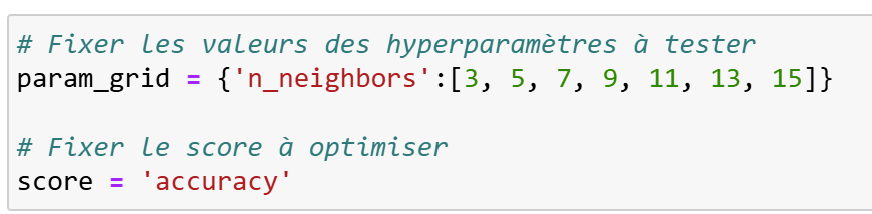 # Fixer les valeurs des hyperparamètres à tester
param_grid = {'n_neighbors':[3, 5, 7, 9, 11, 13, 15]}
# Fixer le score à optimiser
score = 'accuracy'